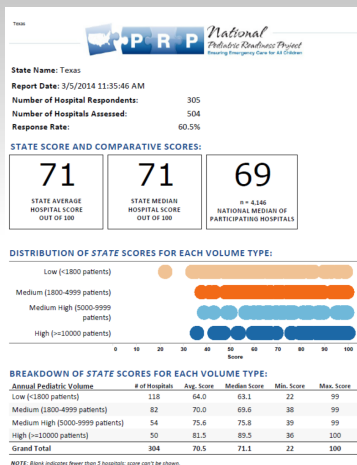 Texas
P R P
National
Pediatric Readiness Project
Ensuring Emergency Care for All Children
State Name: Texas
Report Date: 3/5/2014 11:35:46 AM
Number of Hospital Respondents: 305
Number of Hospitals Assessed: 504
Response Rate: 60.5%
STATE SCORE AND COMPARATIVE SCORES:
71 71 69
STATE AVERAGE HOSPITAL SCORE OUT OF 100
STATE MEDIAN HOSPITAL SCORE OUT OF 100
n = 4,146 NATIONAL MEDIAN OF PARTICIPATING HOSPITALS
DISTRIBUTION OF STATE SCORES FOR EACH VOLUME TYPE:
Low (<1800 patients)
Medium (1800-4999 patients)
Medium High (5000-9999
patients)
High (>=10000 patients)
0 10 20 30 40 50 60 70 80 90 100
Score
BREAKDOWN OF STATE SCORES FOR EACH VOLUME TYPE:
Annual Pediatric Volume # of Hospitals Avg. Score Median Score Min. Score Max. Score
Low (<1800 patients) 118 64.0 63.1 22 99
Medium (1800-4999 patients) 82 70.0 69.6 38 99
Medium High (5000-9999 patients) 54 75.6 75.8 39 99
High (>=10000 patients) 50 81.5 89.5 36 100
Grand Total 304 70.5 71.1 22 100
NOTE: Blank indicates fewer than 5 hospitals; score can't be shown.